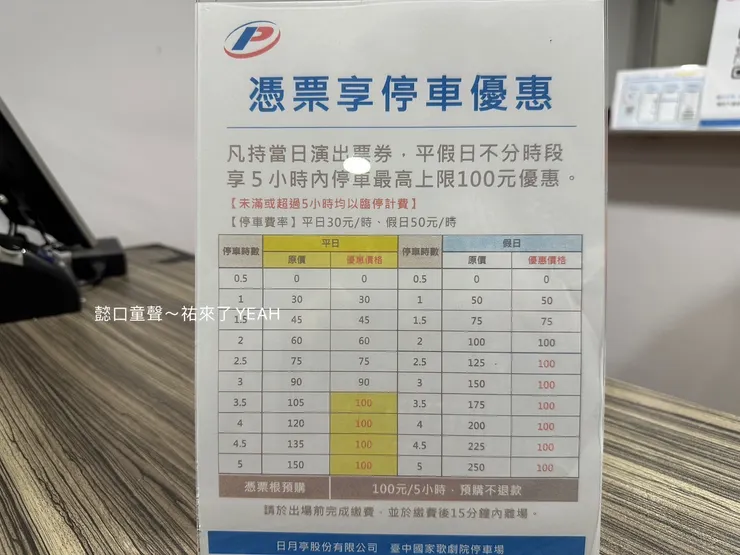 P
憑票享停車優惠
凡持當日演出票券，平假日不分時段
享5小時內停車最高上限100元優惠。
【未滿或超過5小時均以臨停計費】
【停車費率】平日30元/時、假日50元/時
停車時數 平日 停車時數 假日
原價 優惠價格 原價 優惠價格
0.5 0 0 0.5 0 0
1 30 30 1 50 50
1.5 45 45 1.5 75 75
2 60 60 2 100 100
2.5 75 75 2.5 125 100
3 90 90 3 150 100
3.5 105 100 3.5 175 100
4 120 100 4 200 100
4.5 135 100 4.5 225 100
5 150 100 5 250 100
憑票根預購 100元/5小時、預購不退款
請於出場前完成繳費，並於繳費後15分鐘內離場。
日月亭股份有限公司 臺中國家歌劇院停車場
懿口童聲～祐來了YEAH